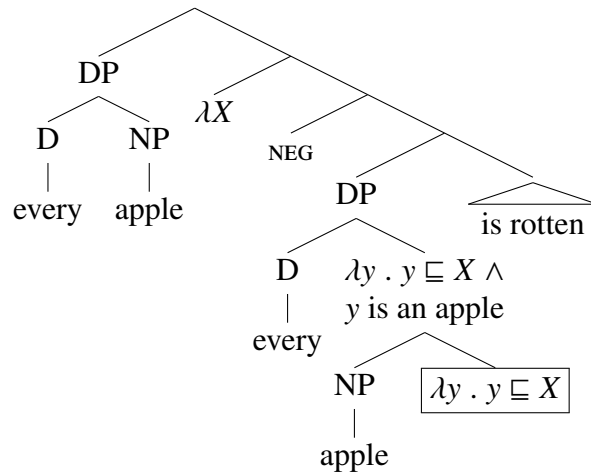 DP
λX
D NP
NEG
every apple
DP
is rotten
D λy . y ⊑ X ∧
y is an apple
every
NP λy . y ⊑ X
apple